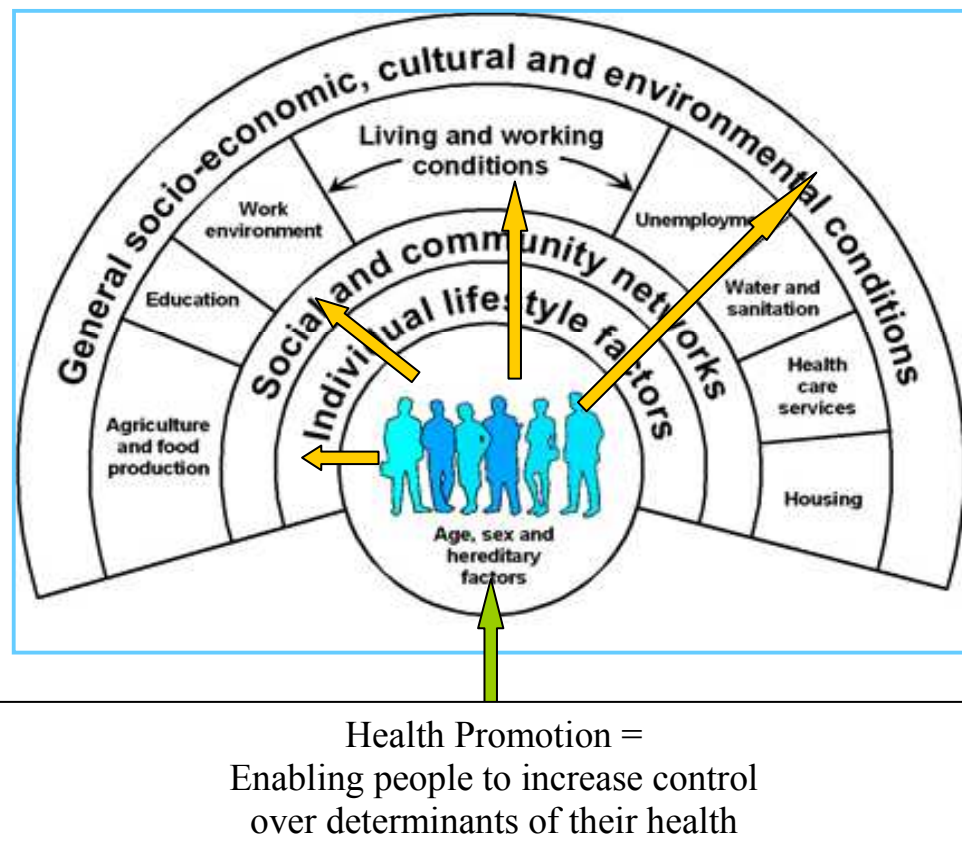 General socio-economic, cultural and environmental conditions
Living and working
conditions
Work
environment
Unemployment
Education
Water and
sanitation
Social and community networks
Individual lifestyle factors
Health
care
services
Agriculture
and food
production
Housing
Age, sex and
hereditary
factors
Health Promotion =
Enabling people to increase control
over determinants of their health